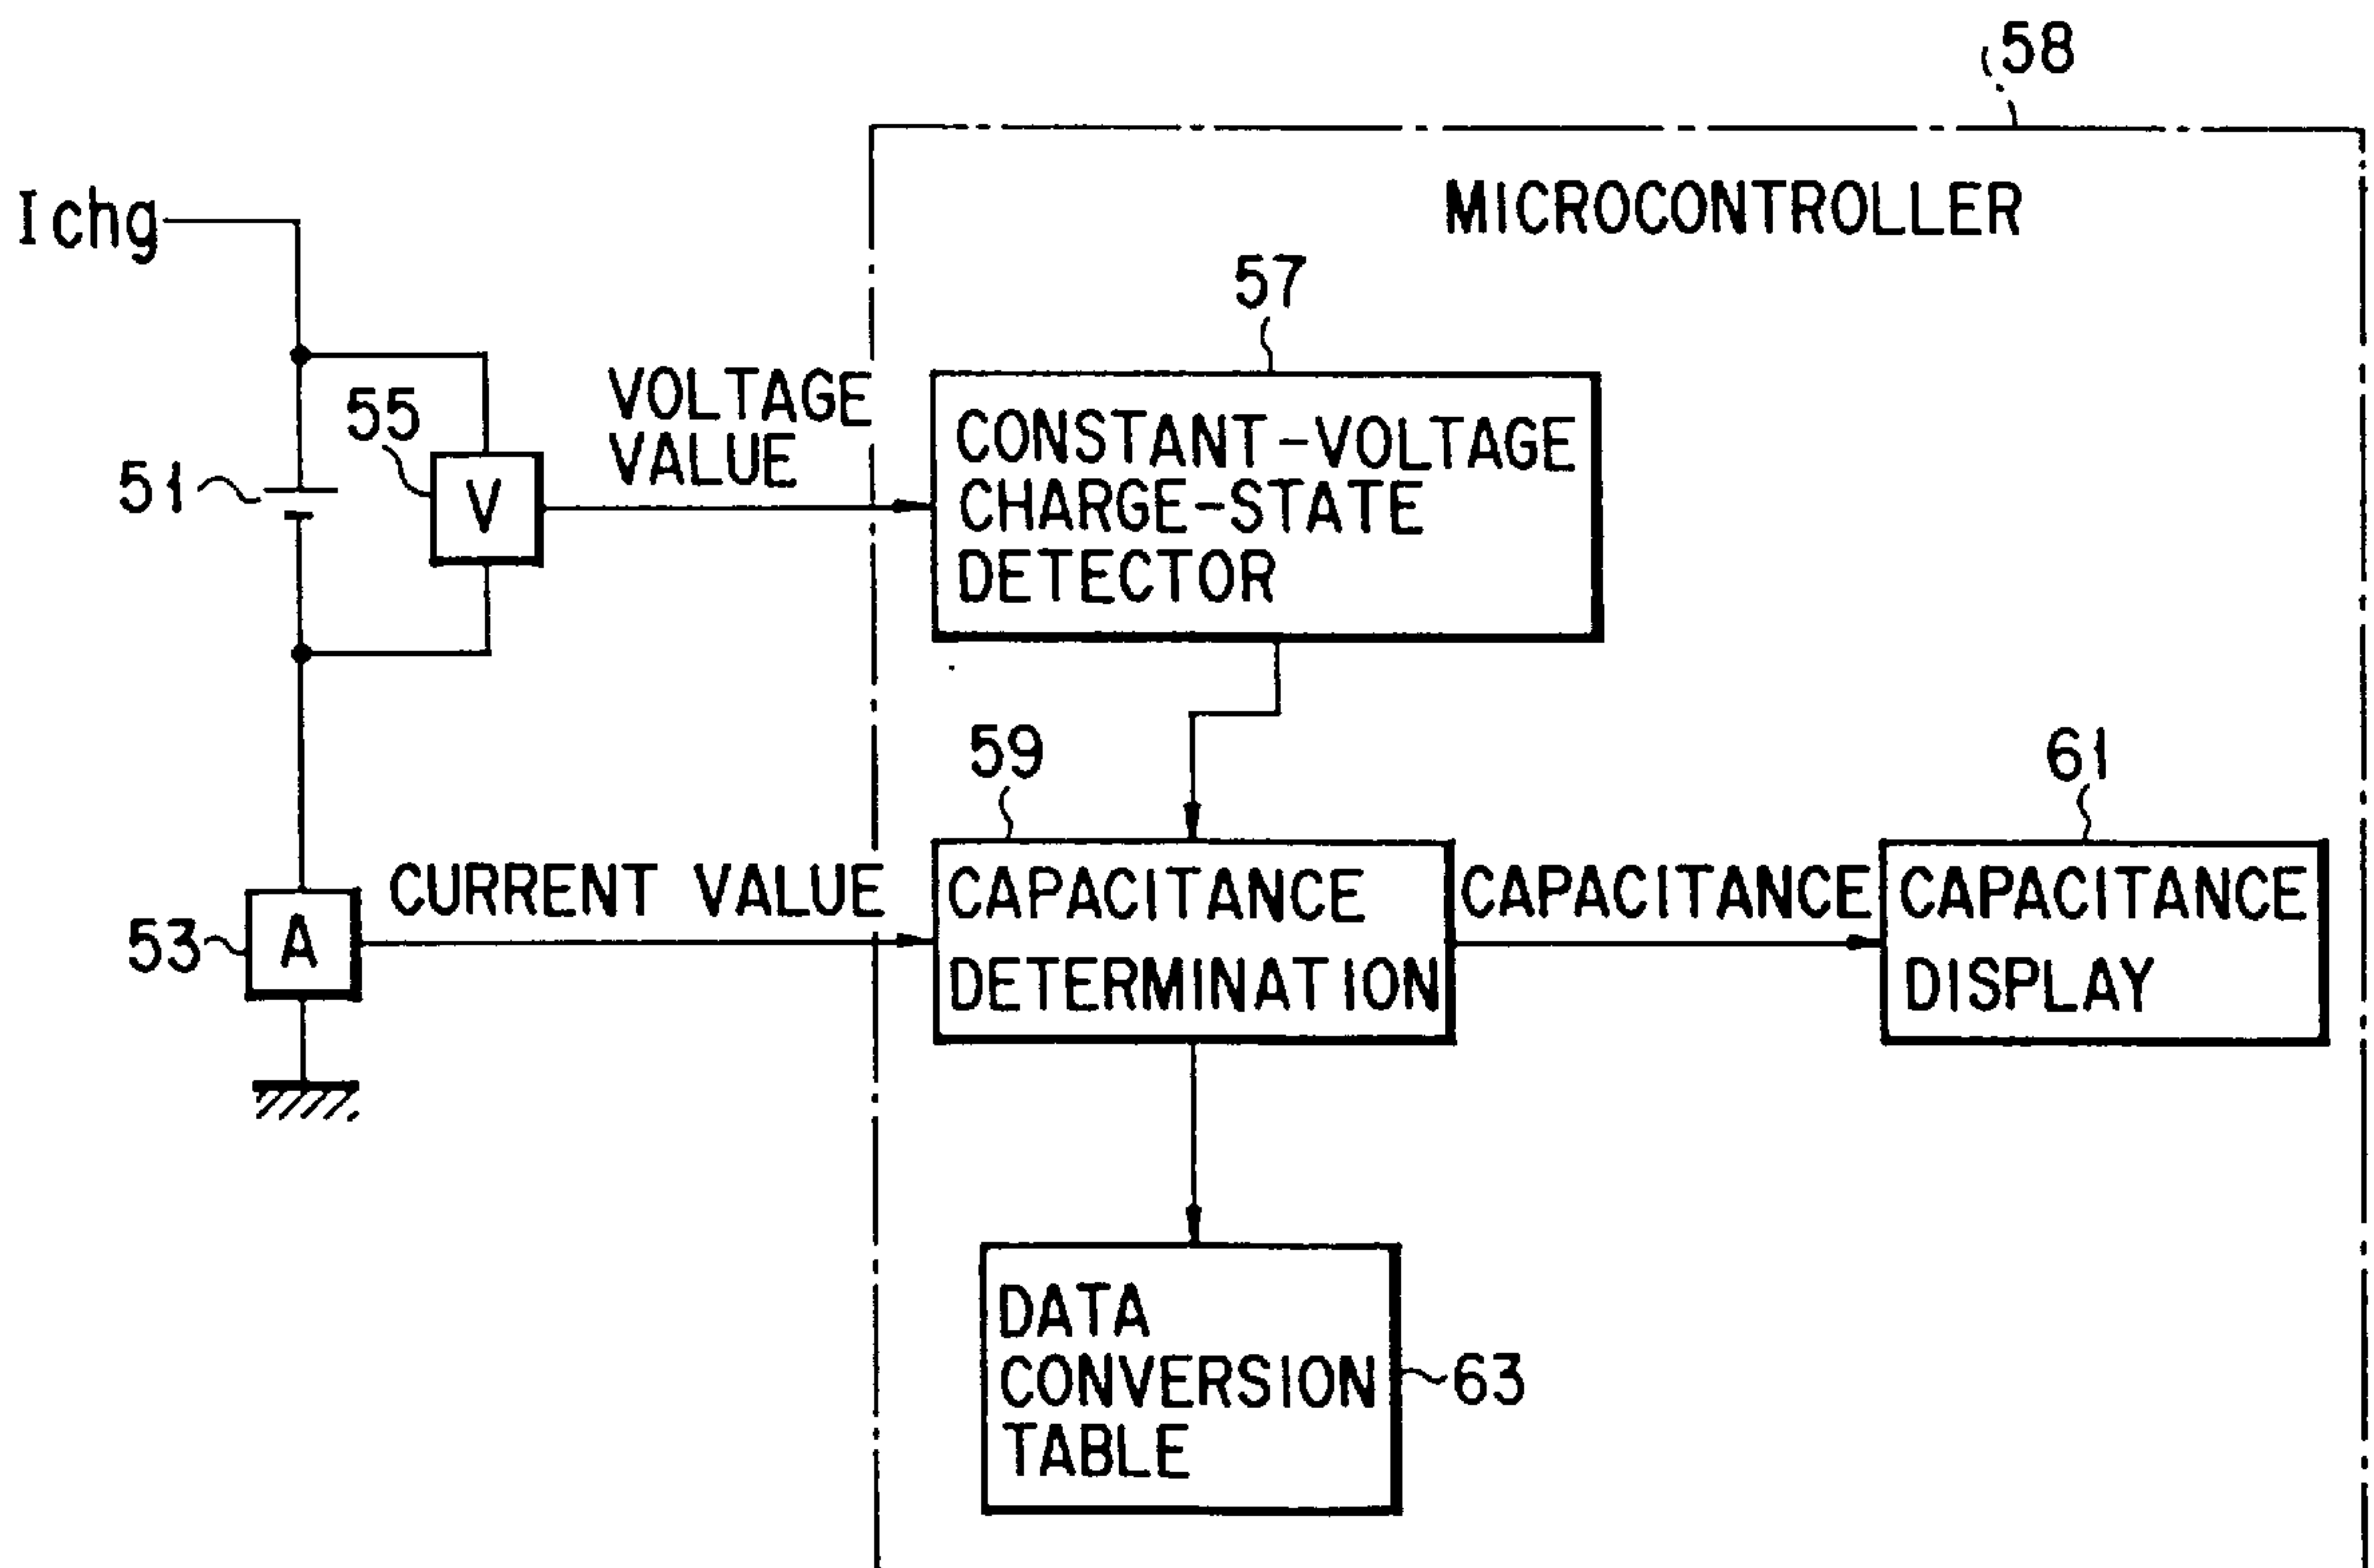 58
MICROCONTROLLER
Ichg
57
55
VOLTAGE
VALUE
51
V
CONSTANT-VOLTAGE
CHARGE-STATE
DETECTOR
59
61
CURRENT VALUE
53
A
CAPACITANCE
DETERMINATION
CAPACITANCE
CAPACITANCE
DISPLAY
DATA
CONVERSION
TABLE
63